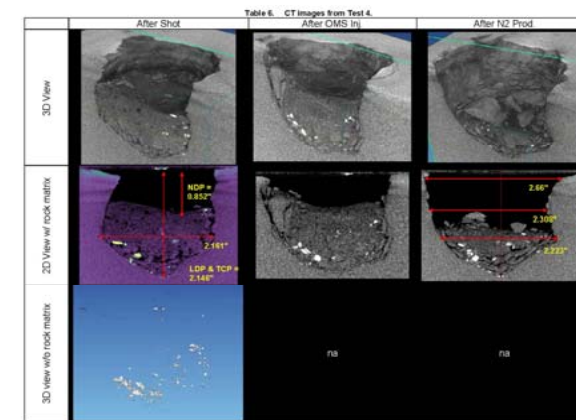 Table 6. CT images from Test 4.
After Shot
After OMS Inj.
After N2 Prod.
3D View
2D View w/ rock matrix
NDP =
0.852"
2.161"
LDP & TCP =
2.146"
2.66"
2.308"
2.223"
3D view w/o rock matrix
na
na